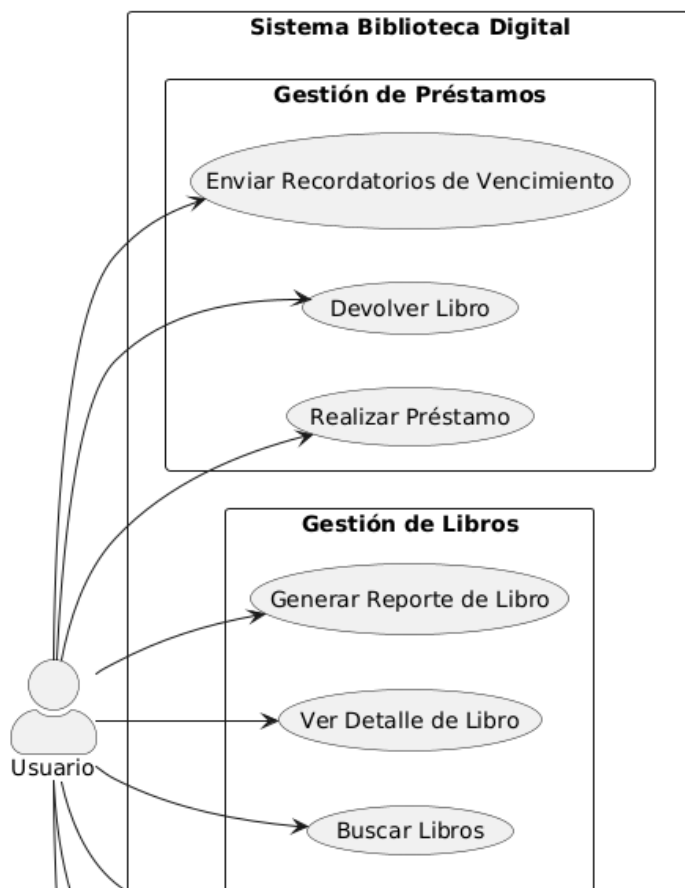 Sistema Biblioteca Digital
Gestión de Préstamos
Enviar Recordatorios de Vencimiento
Devolver Libro
Realizar Préstamo
Gestión de Libros
Generar Reporte de Libro
Ver Detalle de Libro
Usuario
Buscar Libros